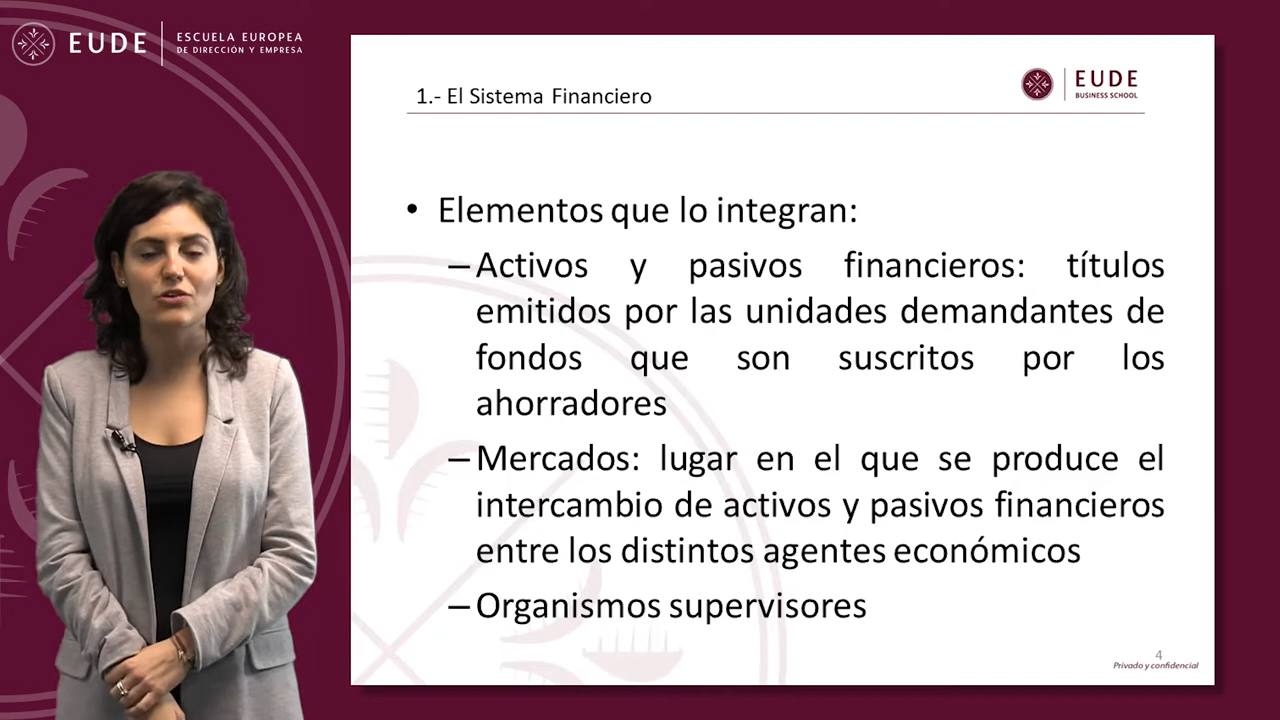 EUDE
ESCUELA EUROPEA
DE DIRECCIÓN Y EMPRESA
1.- El Sistema Financiero
EUDE
BUSINESS SCHOOL
• Elementos que lo integran:
– Activos y pasivos financieros: títulos
emitidos por las unidades demandantes de
fondos que son suscritos por los
ahorradores
– Mercados: lugar en el que se produce el
intercambio de activos y pasivos financieros
entre los distintos agentes económicos
– Organismos supervisores
4
Privado y confidencial